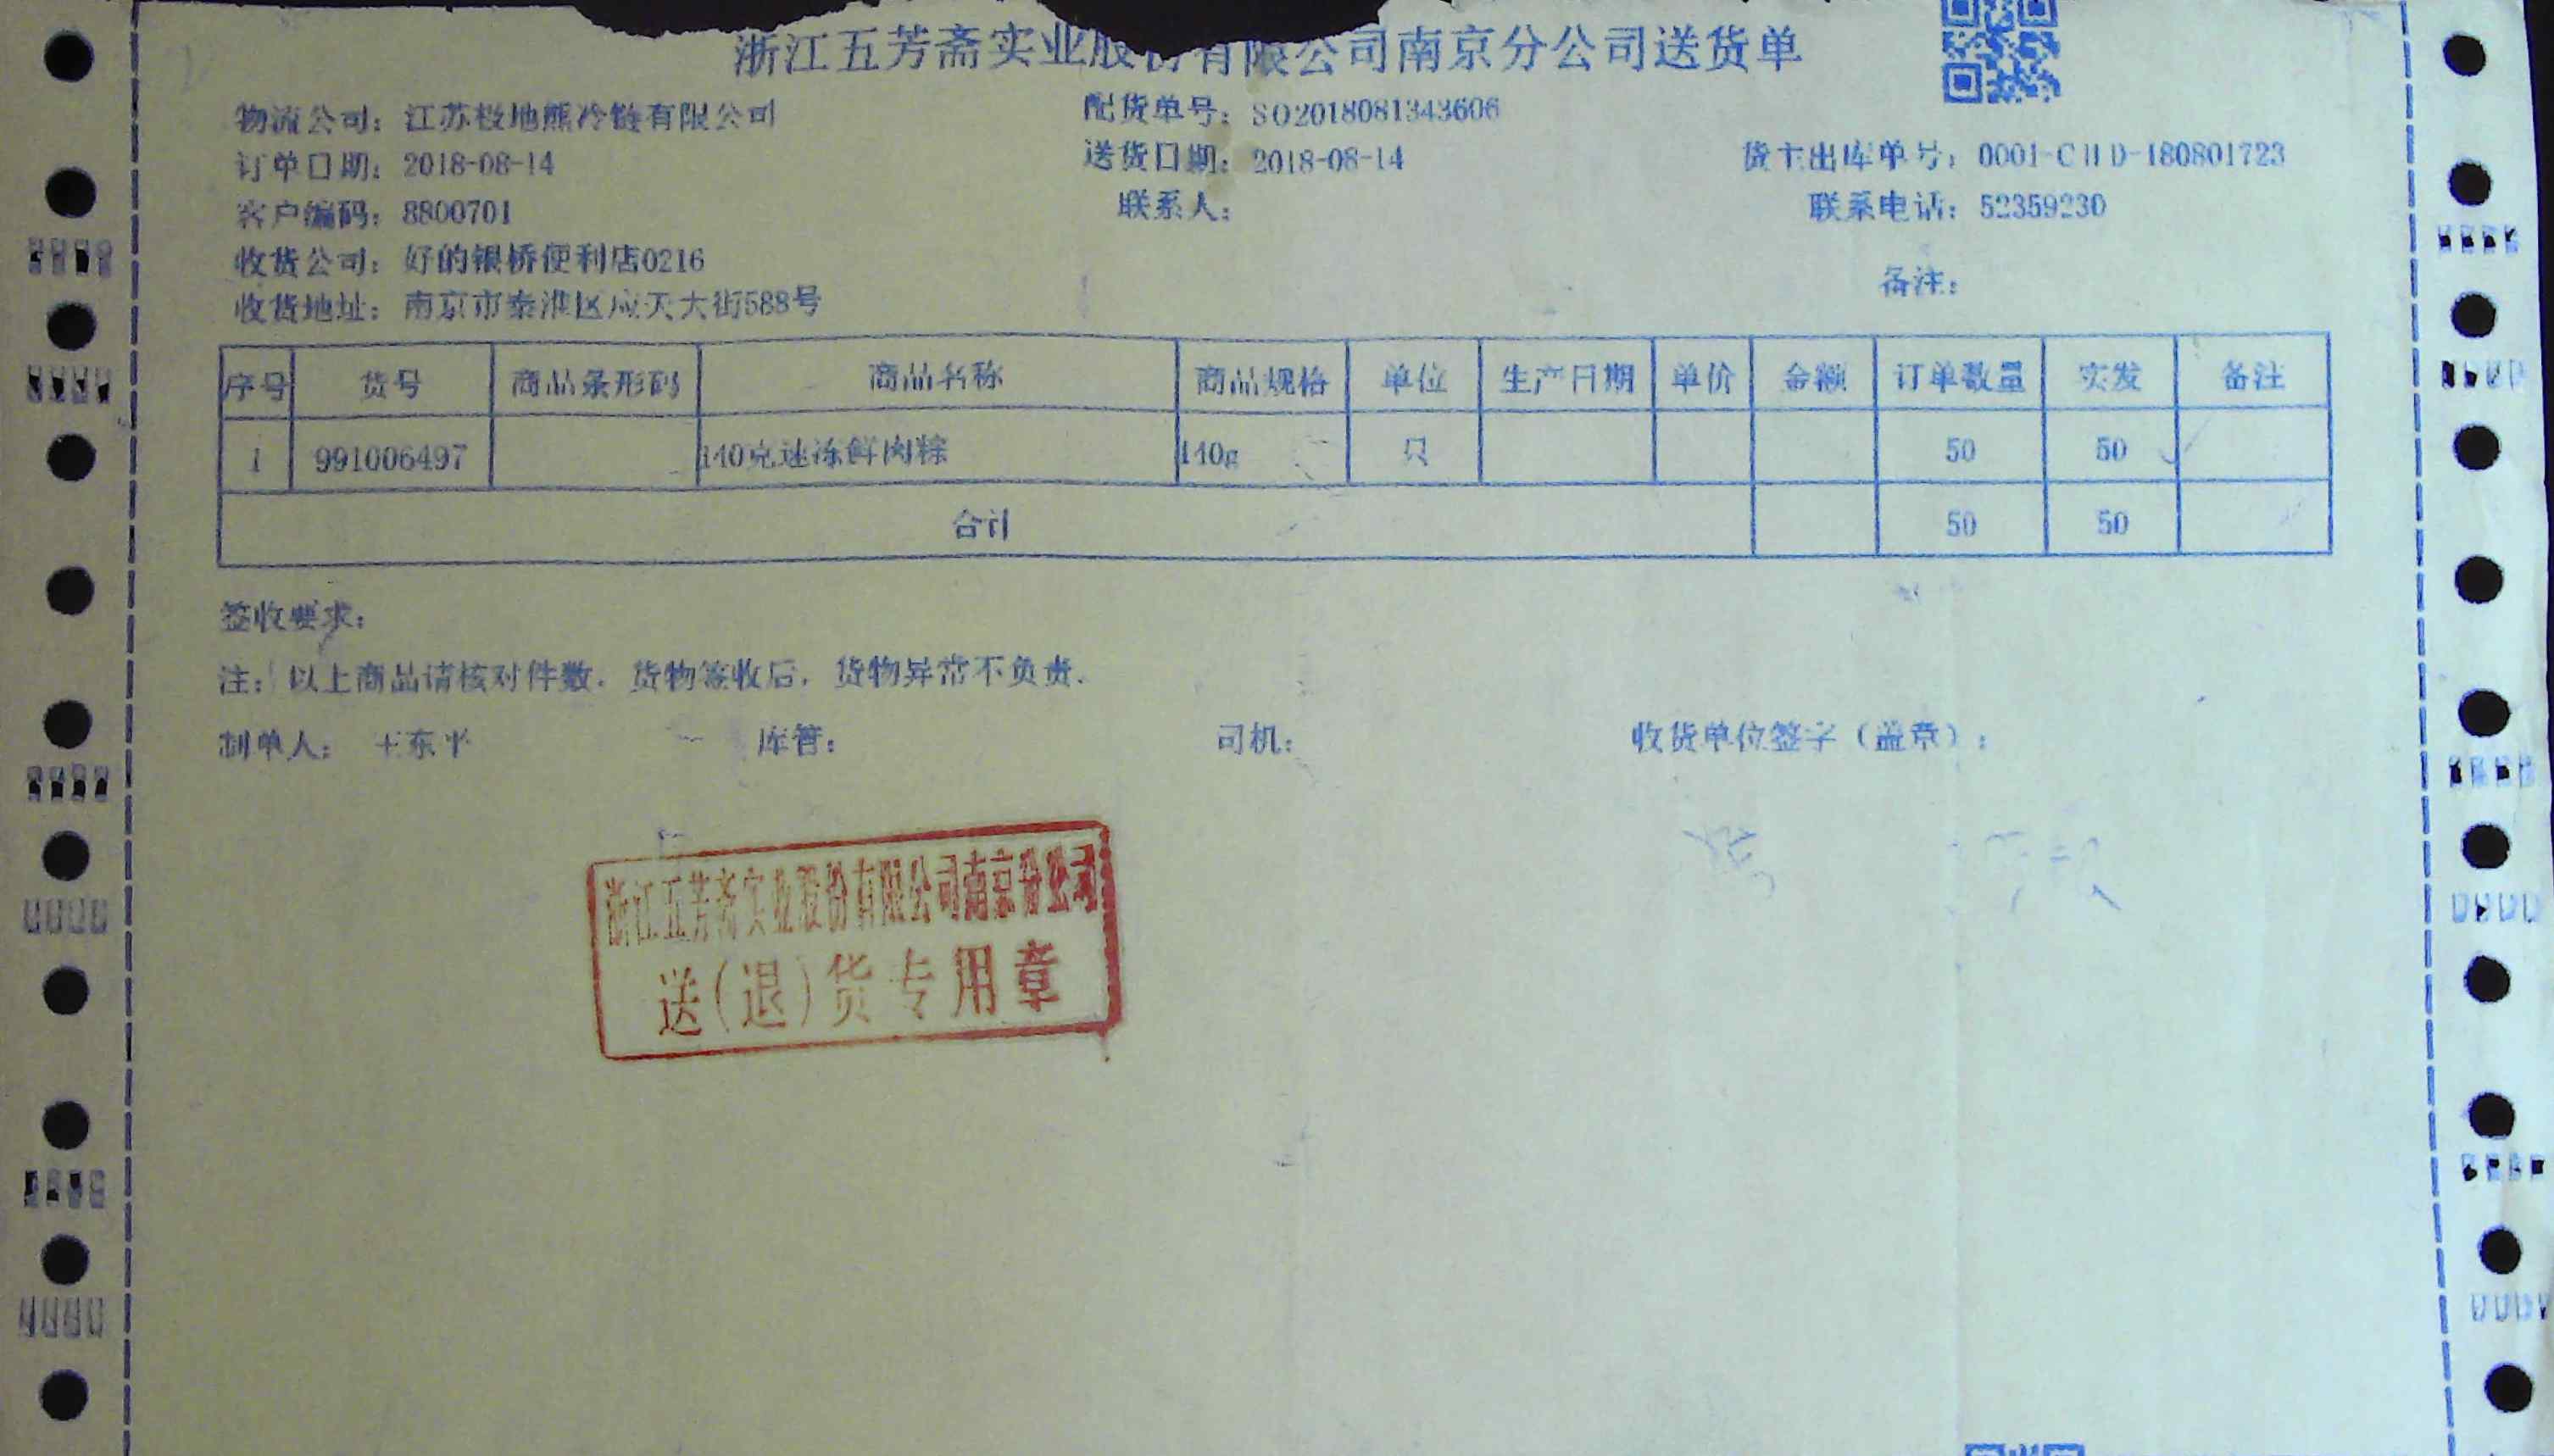 浙江五芳斋实业股份有限公司南京分公司送货单
物流公司：江苏极地熊冷链有限公司 配货单号：SO2018081343606
订单日期：2018-08-14 送货日期：2018-08-14 货主出库单号：0001-CHD-180801723
客户编码：8800701 联系人： 联系电话：52359230
收货公司：好的银桥便利店0216 备注：
收货地址：南京市秦淮区应天大街588号
序号 货号 商品条形码 商品名称 商品规格 单位 生产日期 单价 金额 订单数量 实发 备注
1 991006497 140克速冻鲜肉粽 140g 只 50 50
合计 50 50
签收要求：
注：以上商品请核对件数．货物签收后，货物异常不负责．
制单人： 王东平 库管： 司机： 收货单位签字（盖章）：
浙江五芳斋实业股份有限公司南京分公司
送(退)货专用章